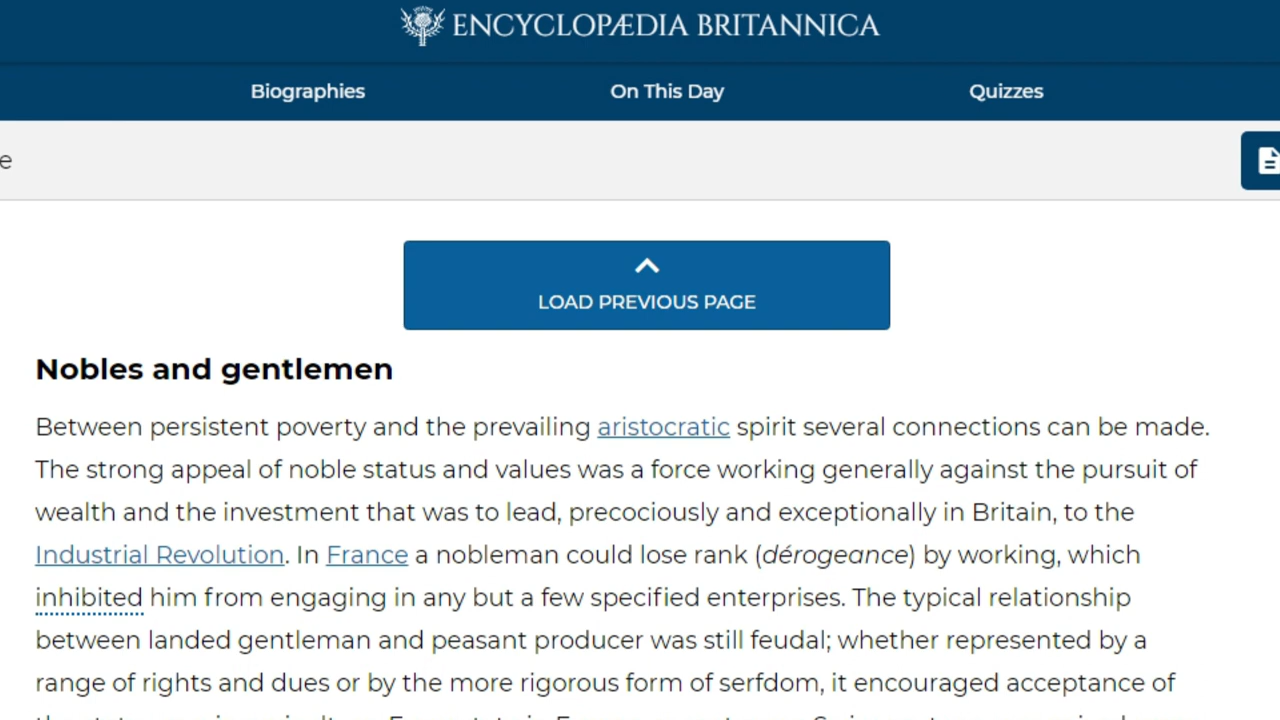 ENCYCLOPÆDIA BRITANNICA
Biographies On This Day Quizzes
e
LOAD PREVIOUS PAGE
Nobles and gentlemen
Between persistent poverty and the prevailing aristocratic spirit several connections can be made.
The strong appeal of noble status and values was a force working generally against the pursuit of
wealth and the investment that was to lead, precociously and exceptionally in Britain, to the
Industrial Revolution. In France a nobleman could lose rank (dérogeance) by working, which
inhibited him from engaging in any but a few specified enterprises. The typical relationship
between landed gentleman and peasant producer was still feudal; whether represented by a
range of rights and dues or by the more rigorous form of serfdom, it encouraged acceptance of